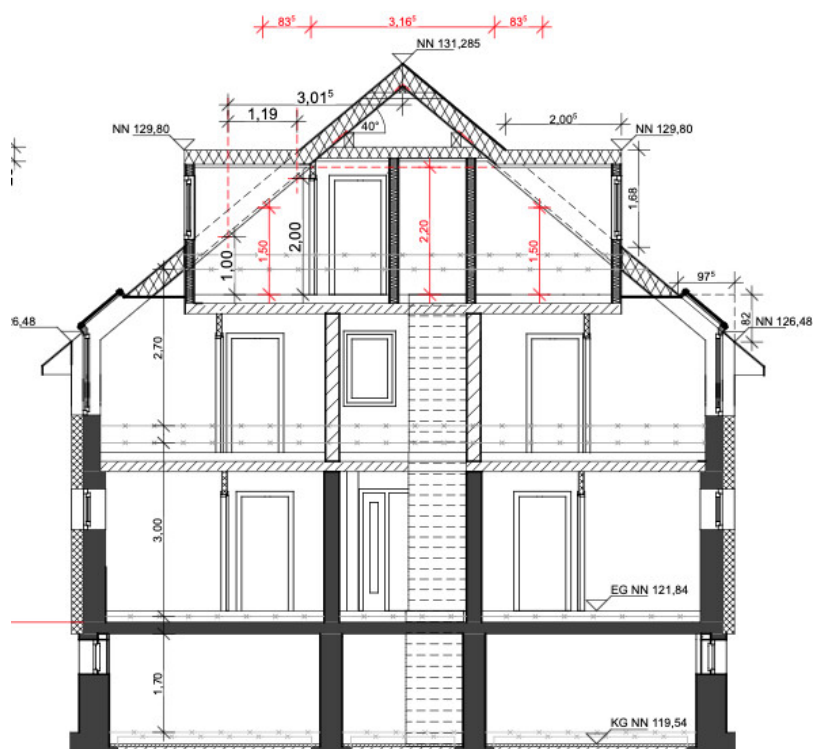 83⁵ 3,16⁵ 83⁵
NN 131,285
3,01⁵
1,19
2,00⁵
40°
NN 129,80
NN 129,80
1,68
2,00
2,20
1,50
1,50
1,00
97⁵
82
26,48
NN 126,48
2,70
3,00
EG NN 121,84
1,70
KG NN 119,54